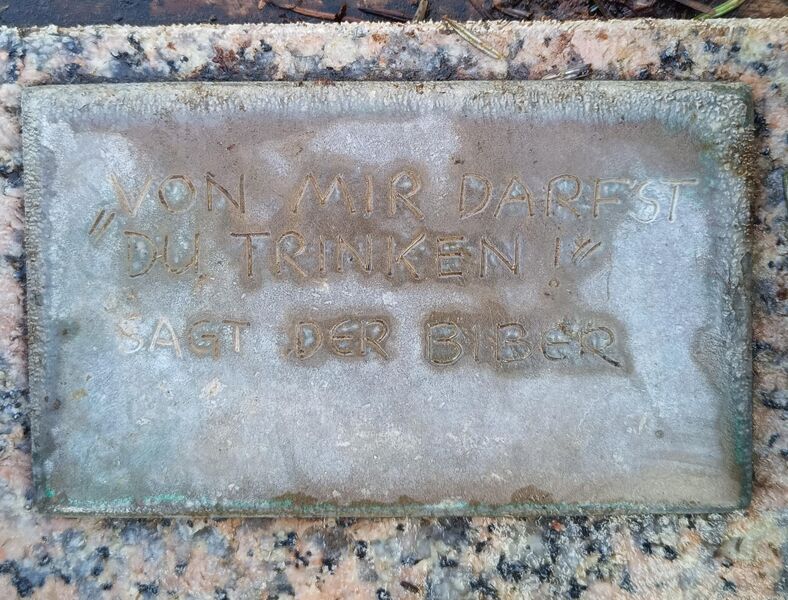 „VON MIR DARFST
DU TRINKEN!"
SAGT DER BIBER